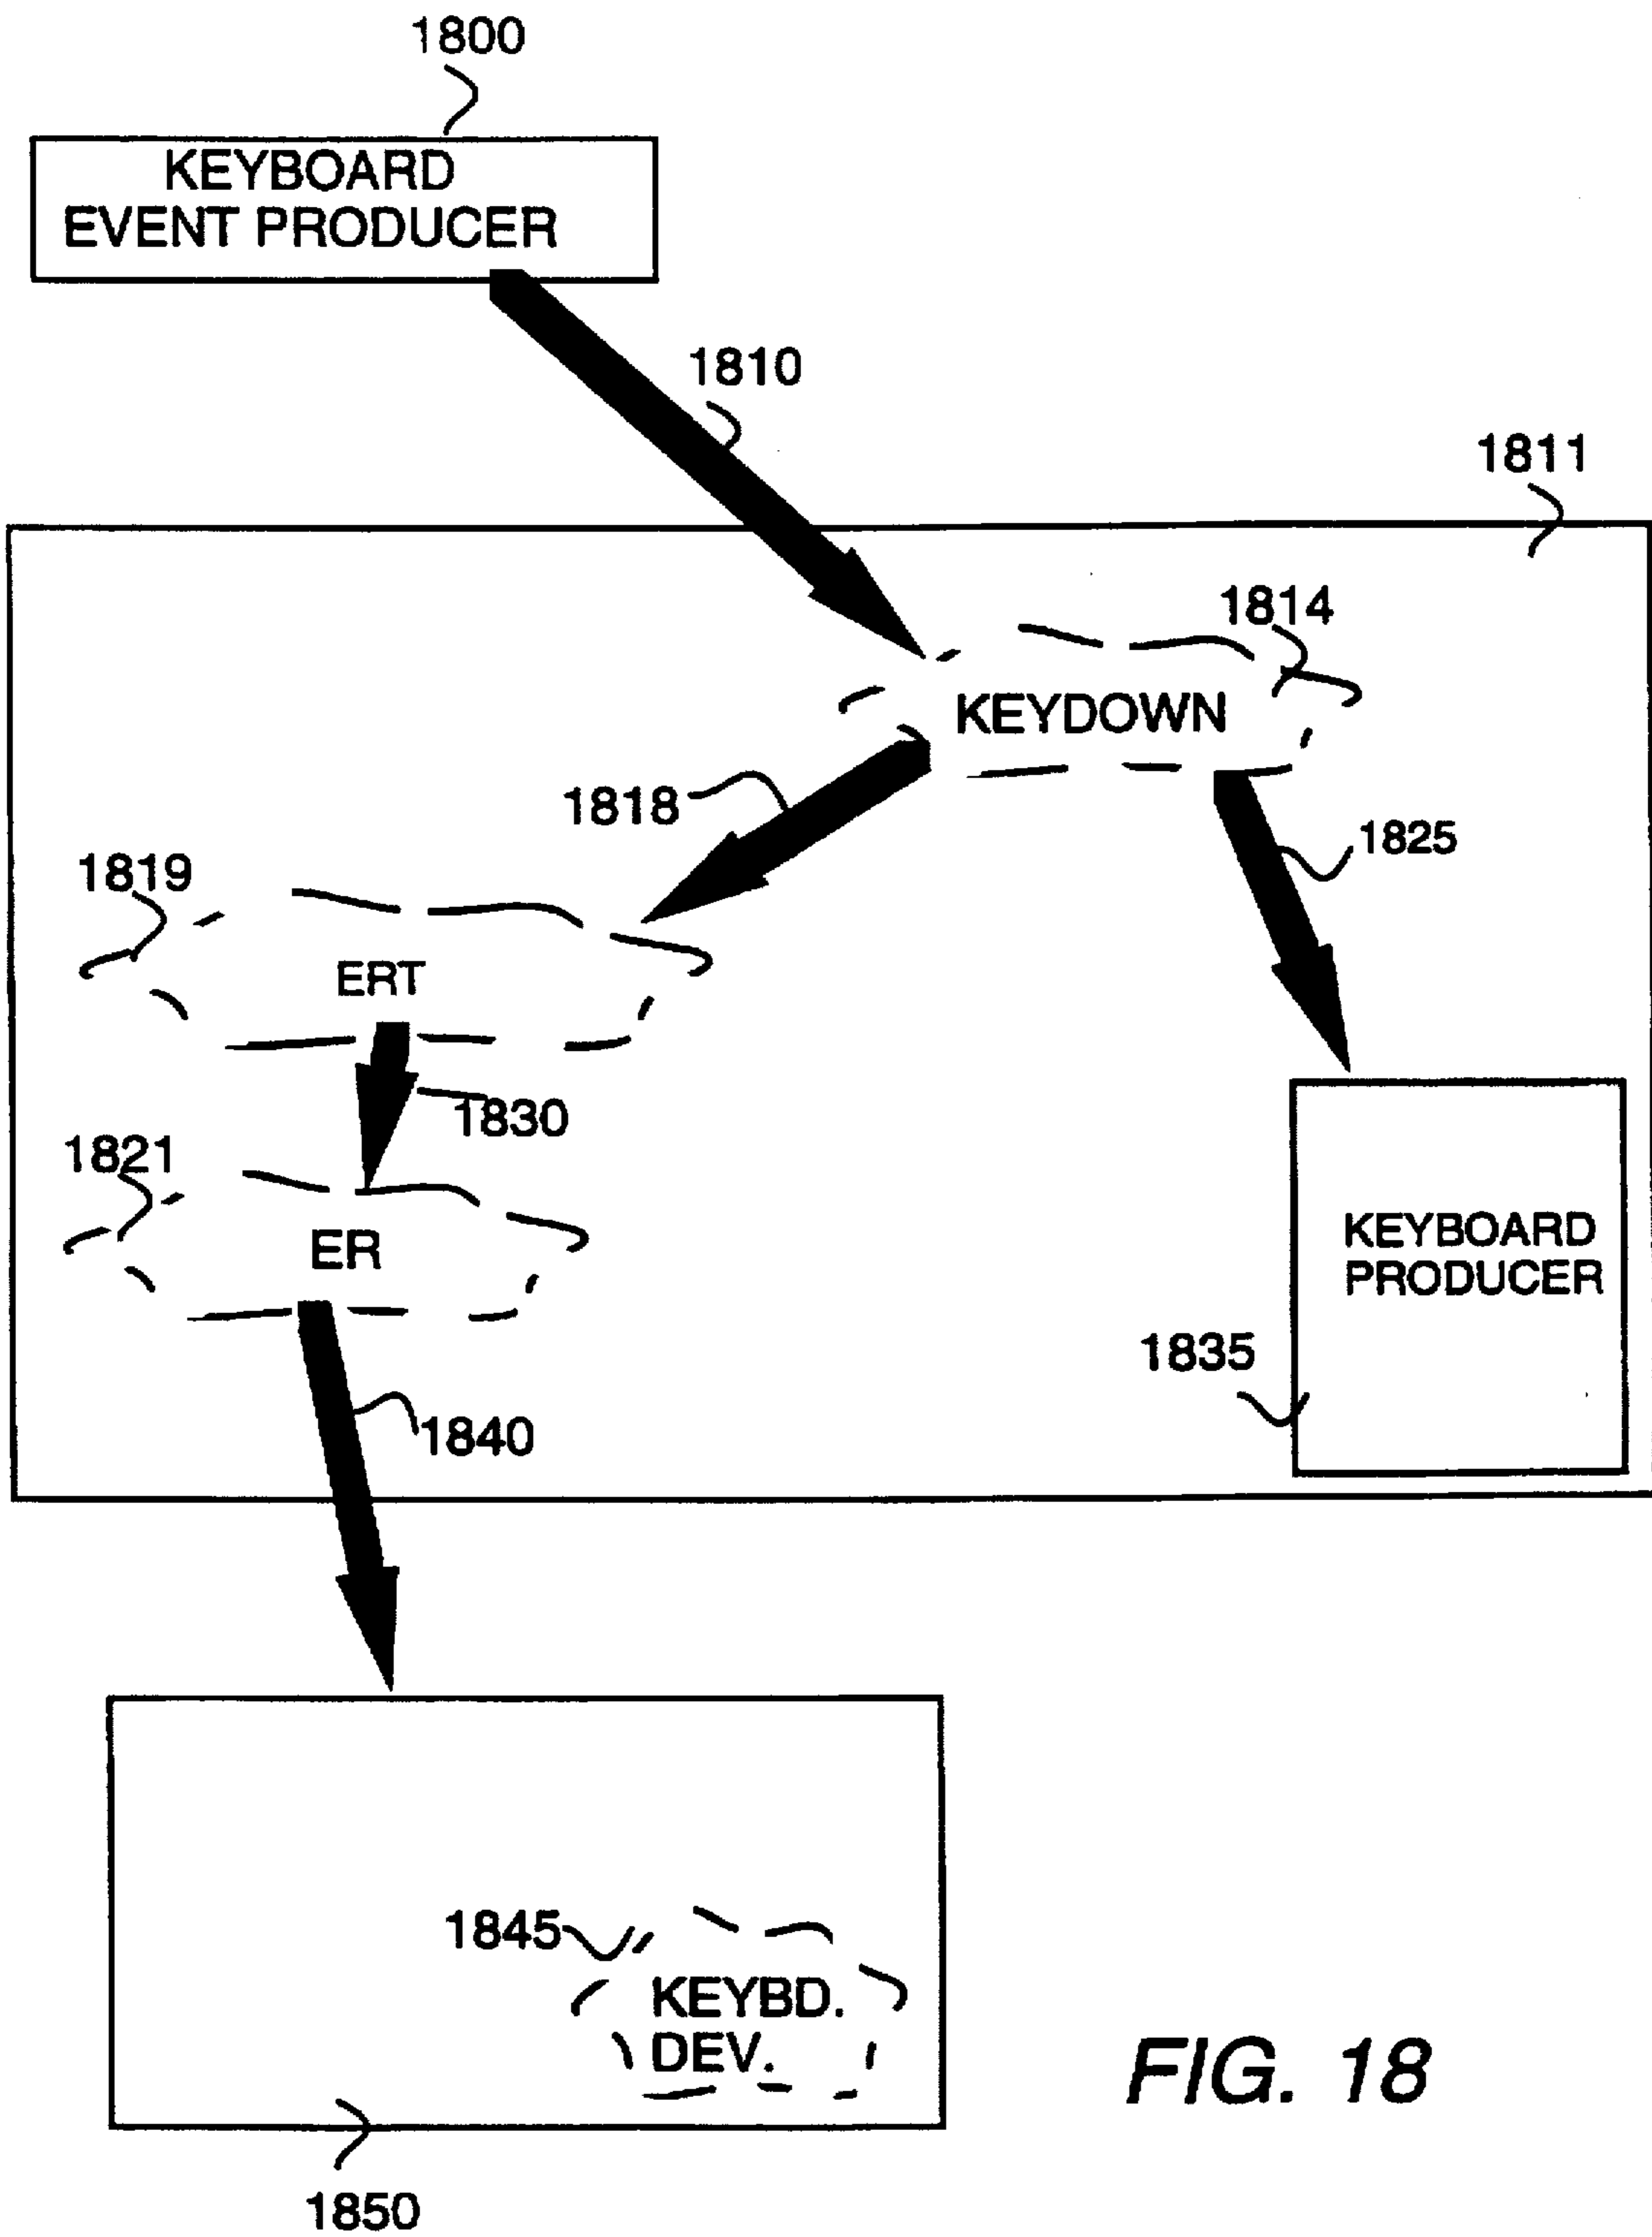 1800
KEYBOARD
EVENT PRODUCER
1810
1811
1814
KEYDOWN
1818
1825
1819
ERT
1830
1821
ER
KEYBOARD
PRODUCER
1835
1840
1845
KEYBD.
DEV.
FIG. 18
1850